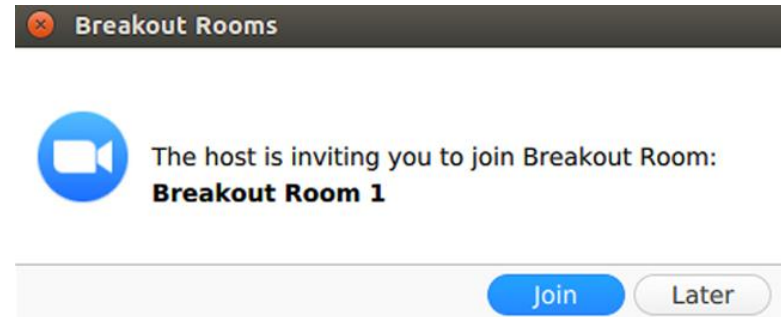 Breakout Rooms
The host is inviting you to join Breakout Room:
Breakout Room 1
Join Later